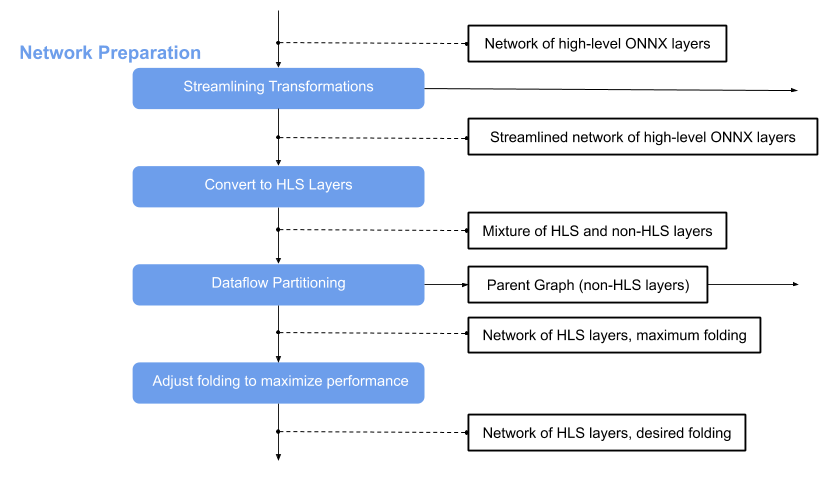 Network of high-level ONNX layers
Network Preparation
Streamlining Transformations
Streamlined network of high-level ONNX layers
Convert to HLS Layers
Mixture of HLS and non-HLS layers
Dataflow Partitioning
Parent Graph (non-HLS layers)
Network of HLS layers, maximum folding
Adjust folding to maximize performance
Network of HLS layers, desired folding